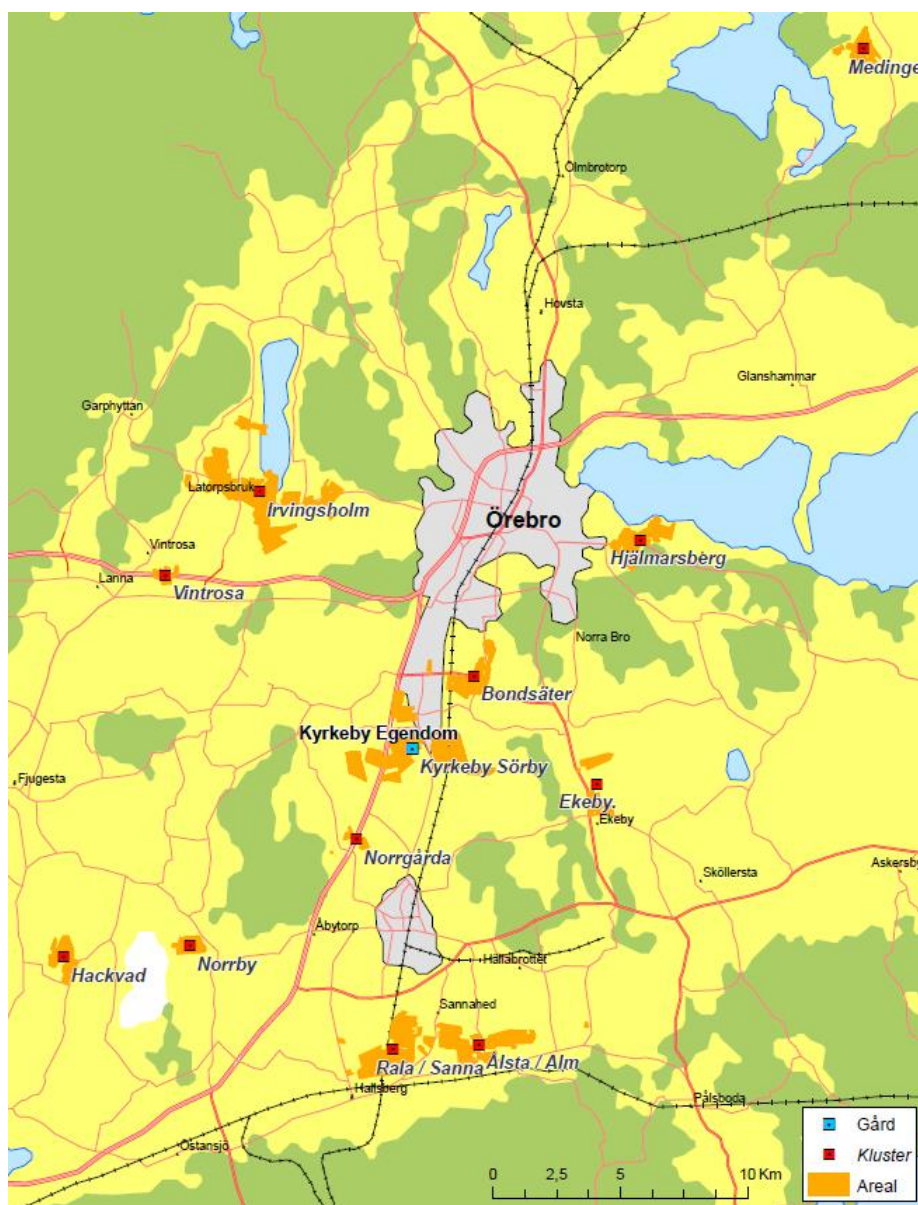 Medinge
Ölmbrotorp
Hovsta
Glanshammar
Garphyttan
Latorpsbruk
Irvingsholm
Örebro
Hjälmarsberg
Vintrosa
Lanna
Vintrosa
Norra Bro
Bondsäter
Kyrkeby Egendom
Kyrkeby Sörby
Fjugesta
Ekeby.
Ekeby
Norrgårda
Sköllersta
Askersby
Åbytorp
Norrby
Hackvad
Hällabrottet
Sannahed
Rala / Sanna
Ålsta / Alm
Hallsberg
Pålsboda
Östansjö
Gård
Kluster
Areal
0 2,5 5 10 Km